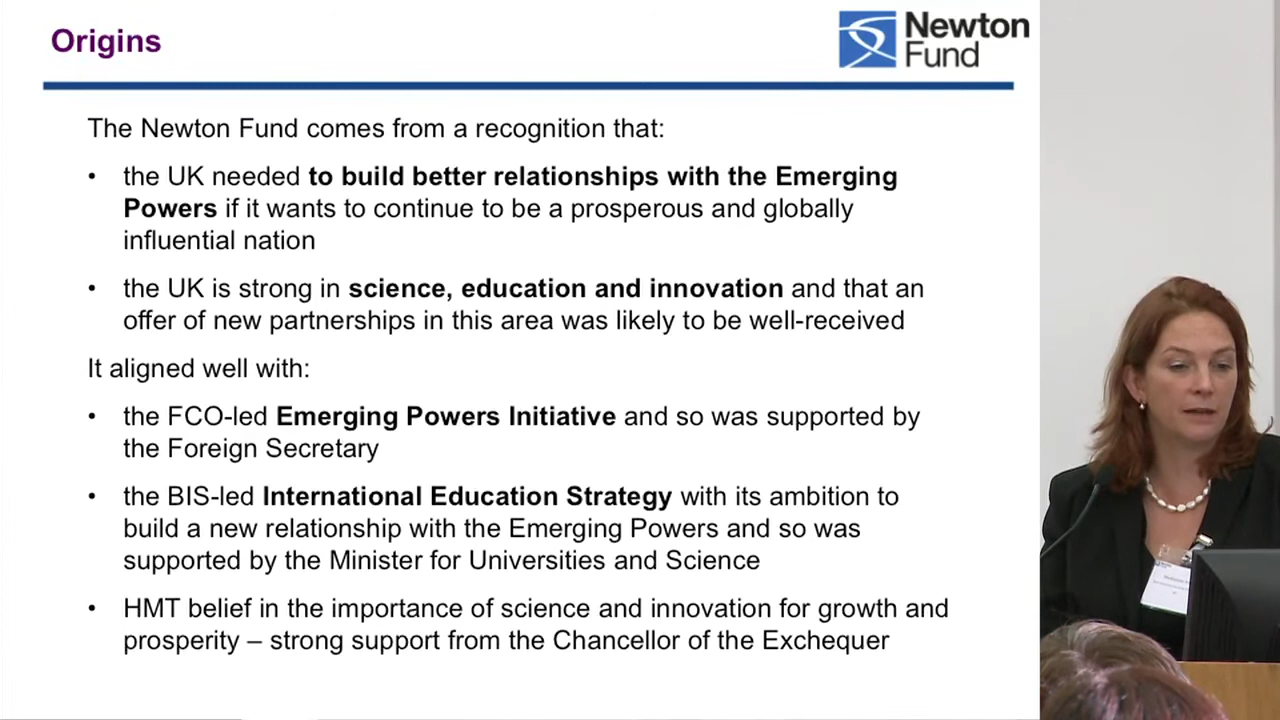 Origins
Newton
Fund
The Newton Fund comes from a recognition that:
• the UK needed to build better relationships with the Emerging
Powers if it wants to continue to be a prosperous and globally
influential nation
• the UK is strong in science, education and innovation and that an
offer of new partnerships in this area was likely to be well-received
It aligned well with:
• the FCO-led Emerging Powers Initiative and so was supported by
the Foreign Secretary
• the BIS-led International Education Strategy with its ambition to
build a new relationship with the Emerging Powers and so was
supported by the Minister for Universities and Science
• HMT belief in the importance of science and innovation for growth and
prosperity – strong support from the Chancellor of the Exchequer